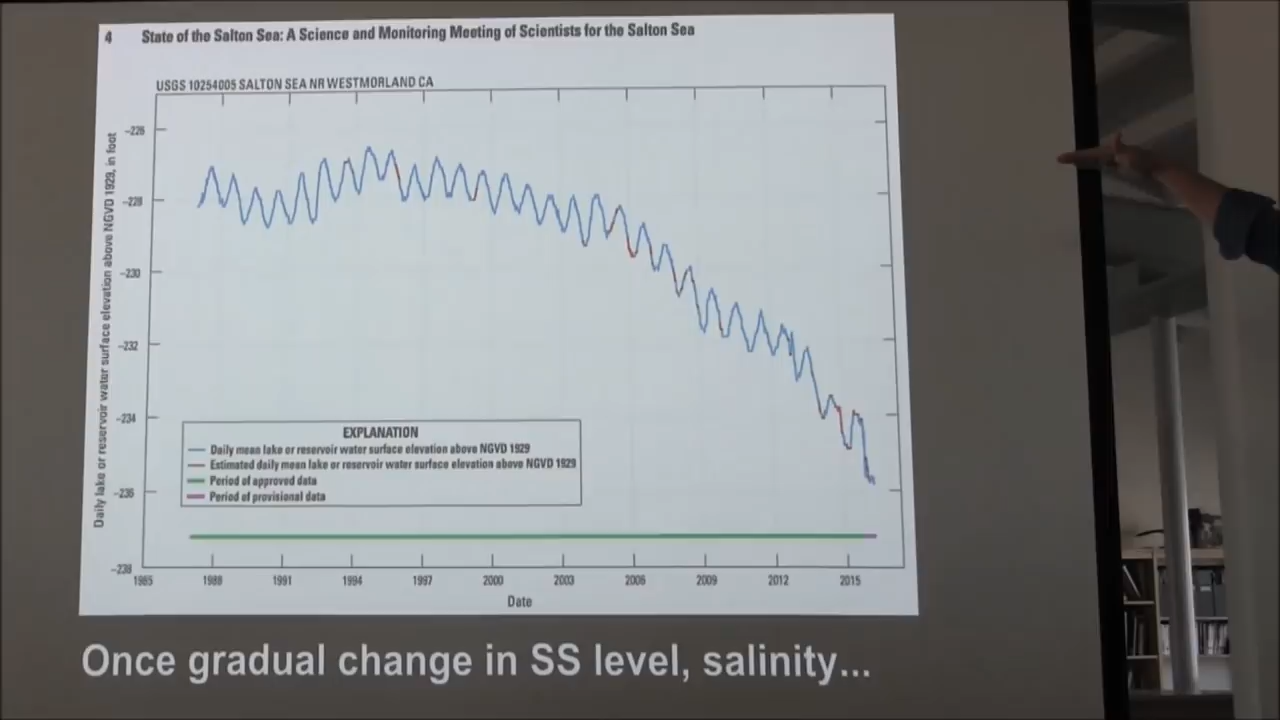 4 State of the Salton Sea: A Science and Monitoring Meeting of Scientists for the Salton Sea
USGS 10254005 SALTON SEA NR WESTMORLAND CA
Daily lake or reservoir water surface elevation above NGVD 1929, in foot
-226
-228
-230
-232
-234
-236
-238
EXPLANATION
Daily mean lake or reservoir water surface elevation above NGVD 1929
Estimated daily mean lake or reservoir water surface elevation above NGVD 1929
Period of approved data
Period of provisional data
1985 1988 1991 1994 1997 2000 2003 2006 2009 2012 2015
Date
Once gradual change in SS level, salinity...